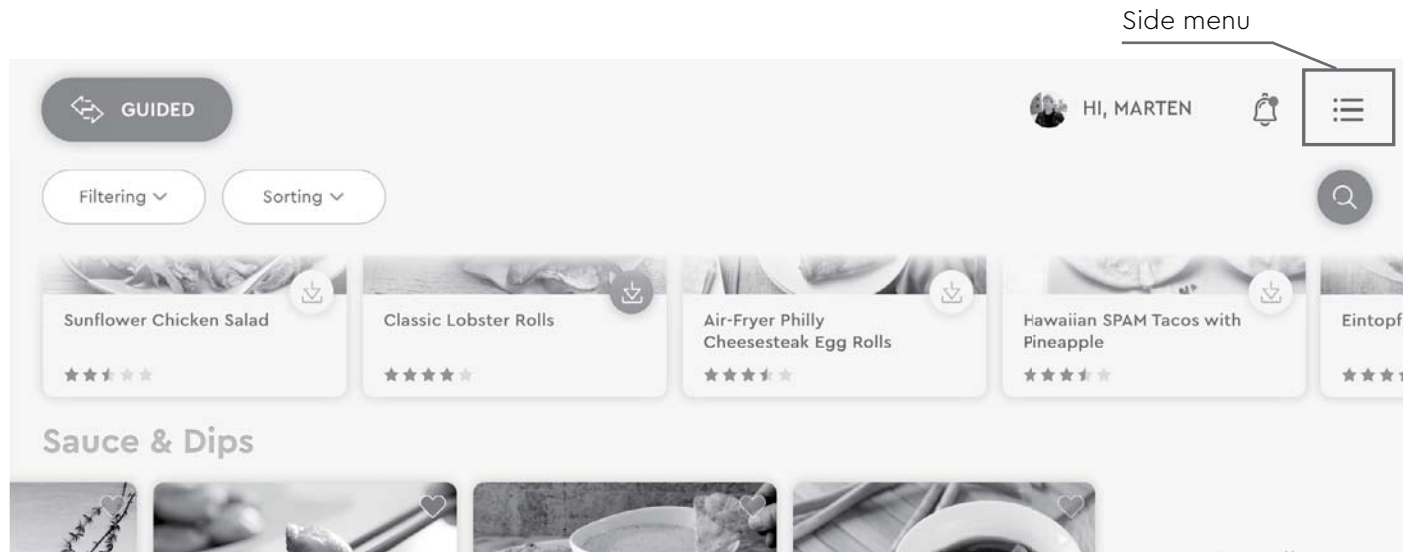 Side menu
GUIDED
HI, MARTEN
Filtering
Sorting
Sunflower Chicken Salad
Classic Lobster Rolls
Air-Fryer Philly
Cheesesteak Egg Rolls
Hawaiian SPAM Tacos with
Pineapple
Eintopf
Sauce & Dips